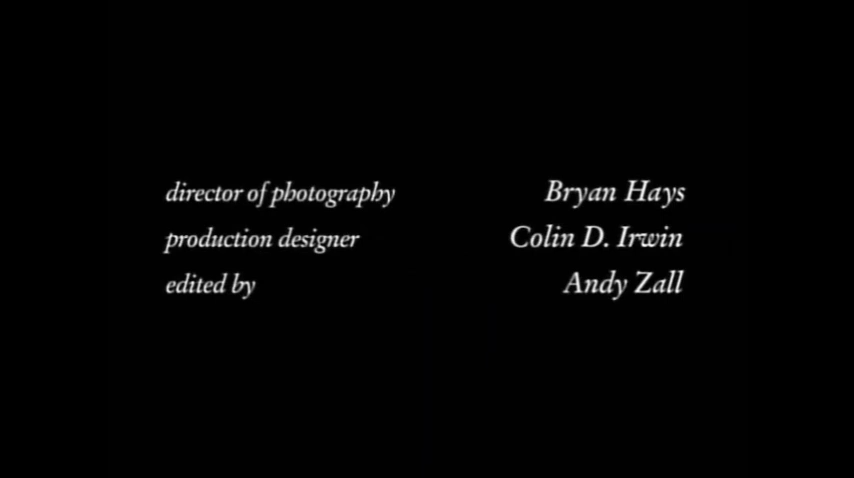 director of photography Bryan Hays
production designer Colin D. Irwin
edited by Andy Zall